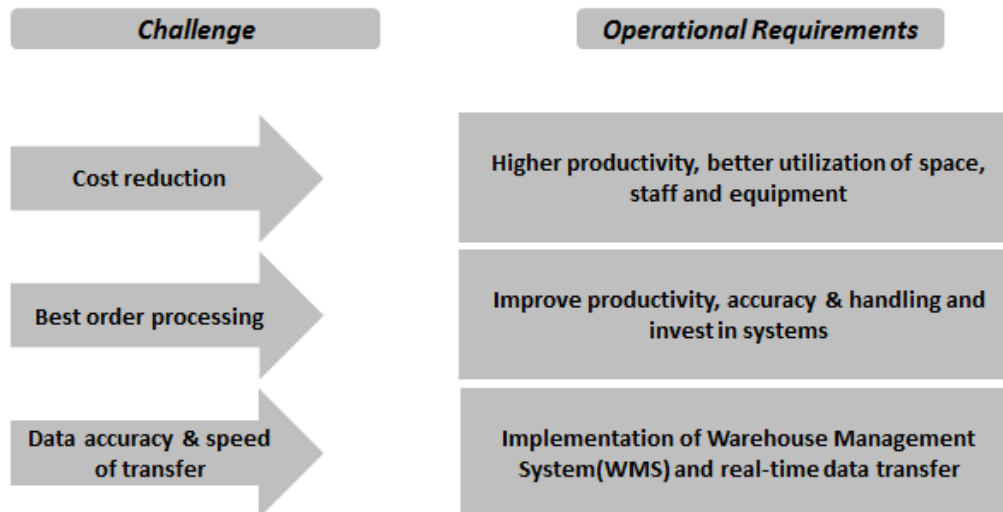 Challenge
Operational Requirements
Cost reduction
Higher productivity, better utilization of space,
staff and equipment
Best order processing
Improve productivity, accuracy & handling and
invest in systems
Data accuracy & speed
of transfer
Implementation of Warehouse Management
System(WMS) and real-time data transfer